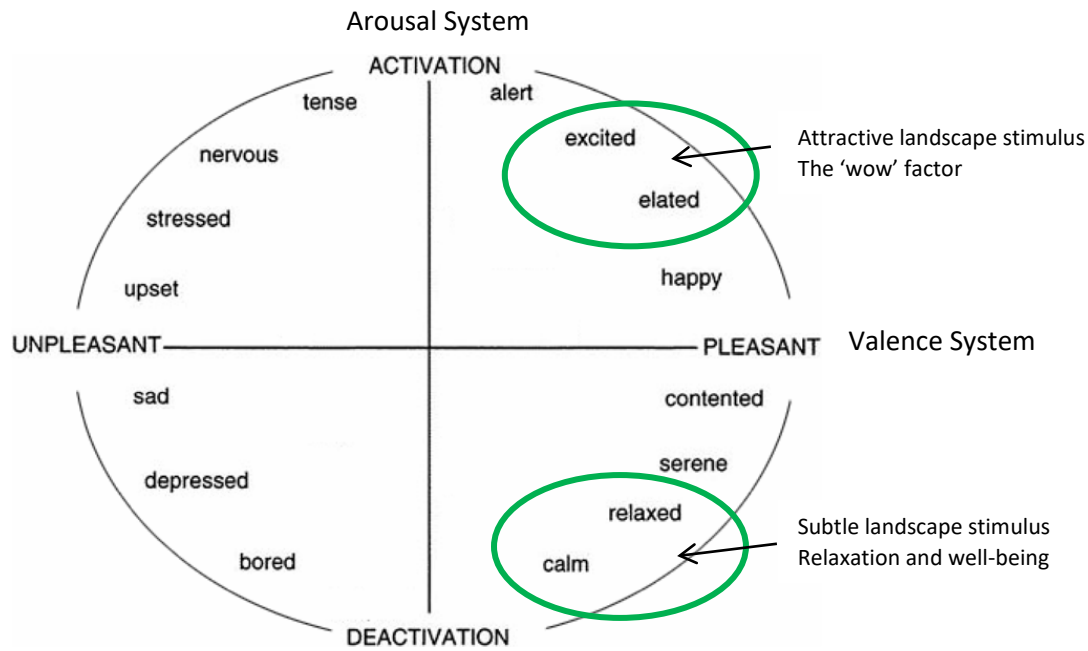 Arousal System
ACTIVATION
tense
alert
nervous
excited
Attractive landscape stimulus
The ‘wow’ factor
stressed
elated
upset
happy
UNPLEASANT
PLEASANT
Valence System
sad
contented
depressed
serene
relaxed
bored
calm
Subtle landscape stimulus
Relaxation and well-being
DEACTIVATION